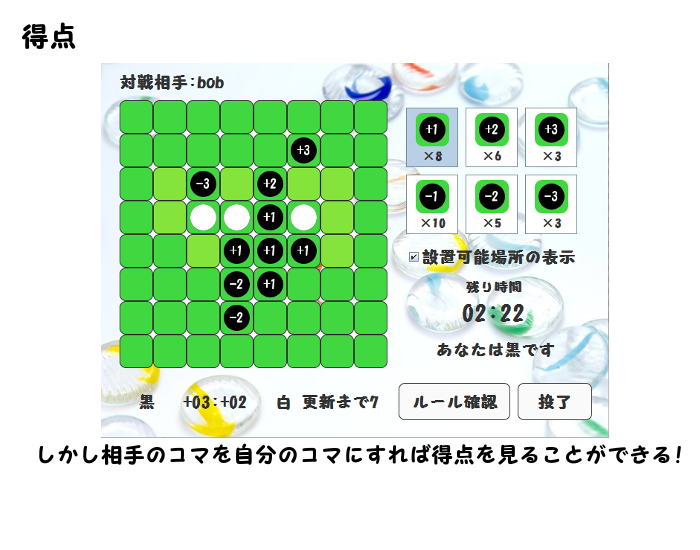 得点
対戦相手:bob
+3
-3 +2
+1
+1 +1 +1
-2 +1
-2
+1 +2 +3
×8 ×6 ×3
-1 -2 -3
×10 ×5 ×3
設置可能場所の表示
残り時間
02:22
あなたは黒です
黒 +03:+02 白 更新まで7 ルール確認 投了
しかし相手のコマを自分のコマにすれば得点を見ることができる!